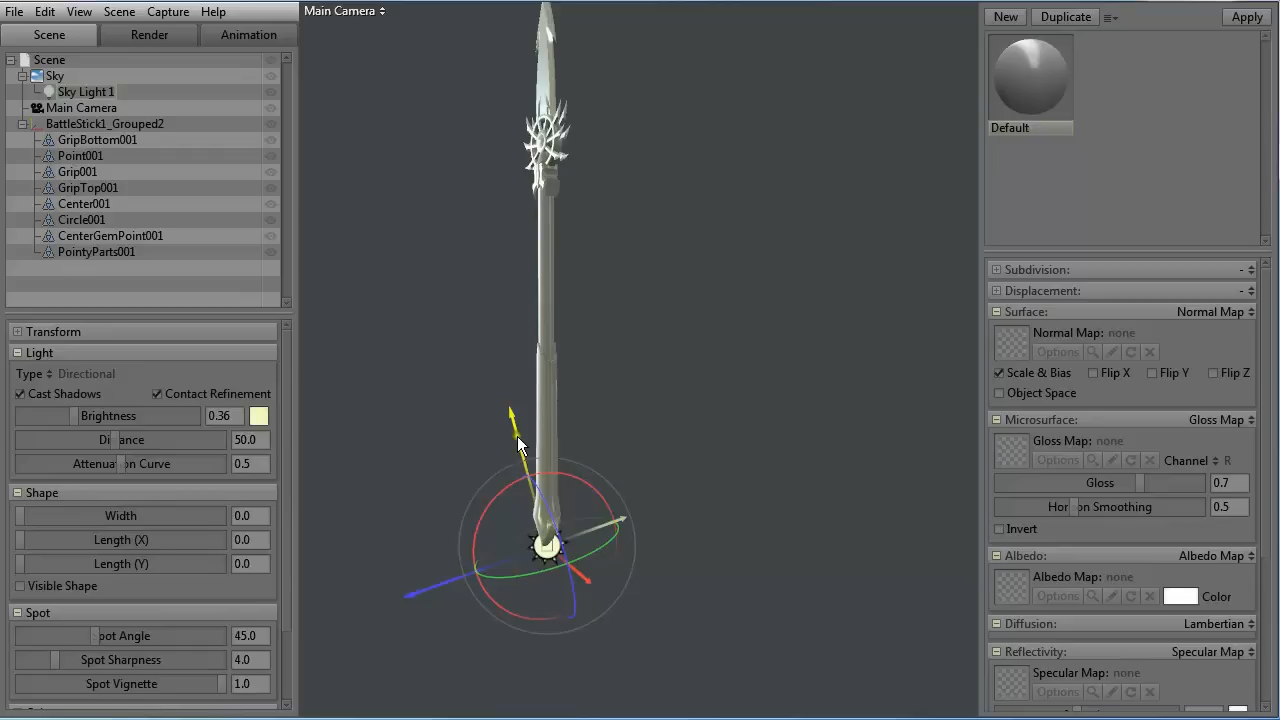 File Edit View Scene Capture Help
Main Camera
New Duplicate Apply
Scene Render Animation
Scene
Sky
Sky Light 1
Main Camera
BattleStick1_Grouped2
GripBottom001
Point001
Grip001
GripTop001
Center001
Circle001
CenterGemPoint001
PointyParts001
Default
Transform
Light
Type Directional
Cast Shadows Contact Refinement
Brightness 0.36
Distance 50.0
Attenuation Curve 0.5
Shape
Width 0.0
Length (X) 0.0
Length (Y) 0.0
Visible Shape
Spot
Spot Angle 45.0
Spot Sharpness 4.0
Spot Vignette 1.0
Subdivision: -
Displacement: -
Surface: Normal Map
Normal Map: none
Options
Scale & Bias Flip X Flip Y Flip Z
Object Space
Microsurface: Gloss Map
Gloss Map: none
Options Channel R
Gloss 0.7
Horizon Smoothing 0.5
Invert
Albedo: Albedo Map
Albedo Map: none
Options Color
Diffusion: Lambertian
Reflectivity: Specular Map
Specular Map: none
Options